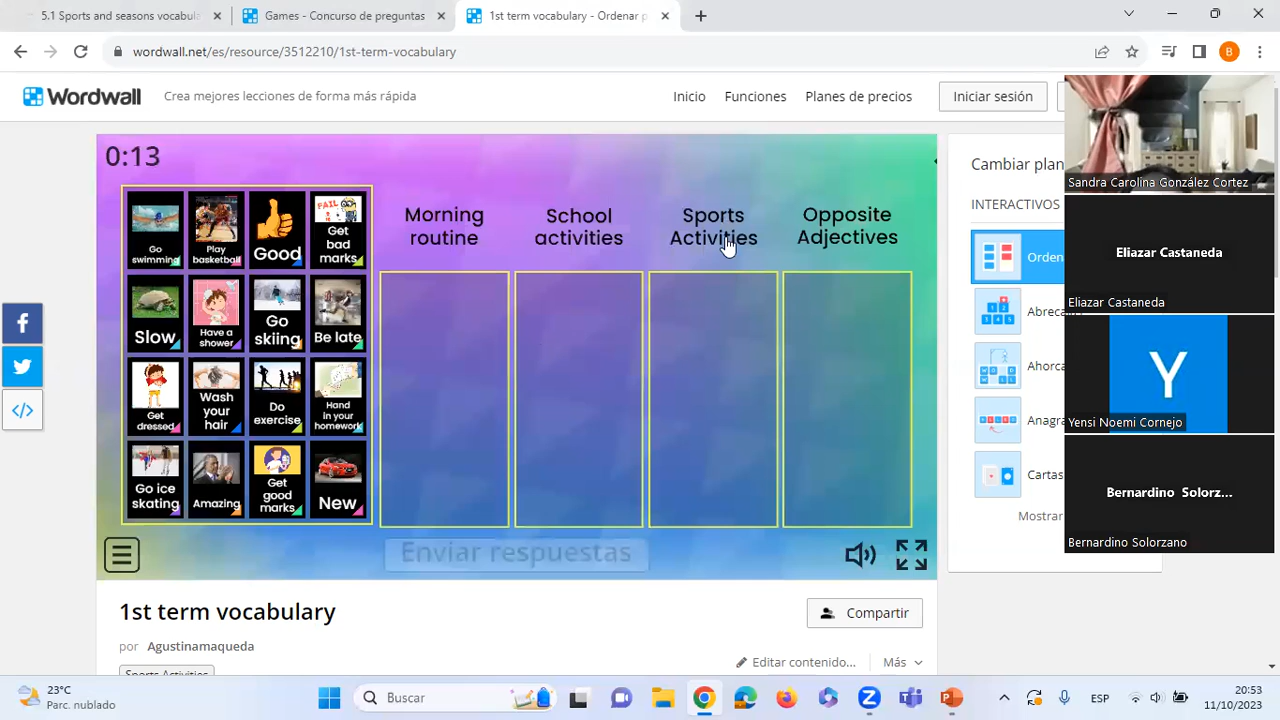 5.1 Sports and seasons vocabula
Games - Concurso de preguntas
1st term vocabulary - Ordenar p
wordwall.net/es/resource/3512210/1st-term-vocabulary
B
Wordwall
Crea mejores lecciones de forma más rápida
Inicio
Funciones
Planes de precios
Iniciar sesión
0:13
Go swimming
Play basketball
Good
FAIL
Get bad marks
Slow
Have a shower
Go skiing
Be late
Get dressed
Wash your hair
Do exercise
Hand in your homework
Go ice skating
Amazing
Get good marks
New
Morning routine
School activities
Sports Activities
Opposite Adjectives
Enviar respuestas
Cambiar plan
INTERACTIVOS
Orden
Abreca
Ahorca
Anagra
Cartas
Mostrar
Sandra Carolina González Cortez
Eliazar Castaneda
Eliazar Castaneda
Y
Yensi Noemi Cornejo
Bernardino Solorz...
Bernardino Solorzano
1st term vocabulary
Compartir
por Agustinamaqueda
Editar contenido...
Más
Sports Activities
23°C
Parc. nublado
Buscar
ESP
20:53
11/10/2023